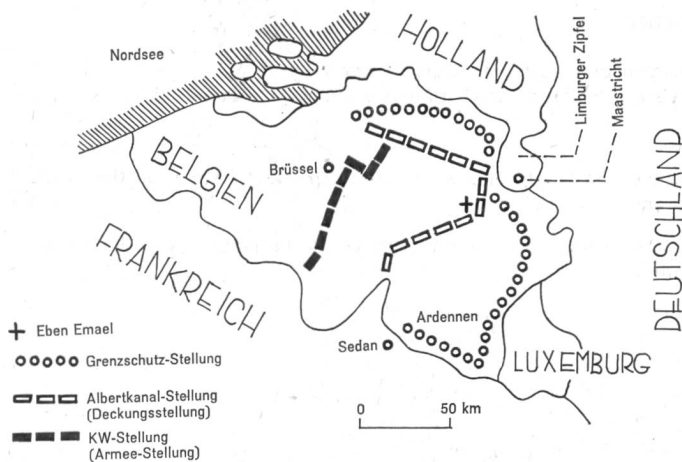 Nordsee
HOLLAND
Limburger Zipfel
Maastricht
DEUTSCHLAND
BELGIEN
Brüssel
FRANKREICH
Ardennen
Sedan
LUXEMBURG
Eben Emael
Grenzschutz-Stellung
Albertkanal-Stellung
(Deckungsstellung)
KW-Stellung
(Armee-Stellung)
0 50 km